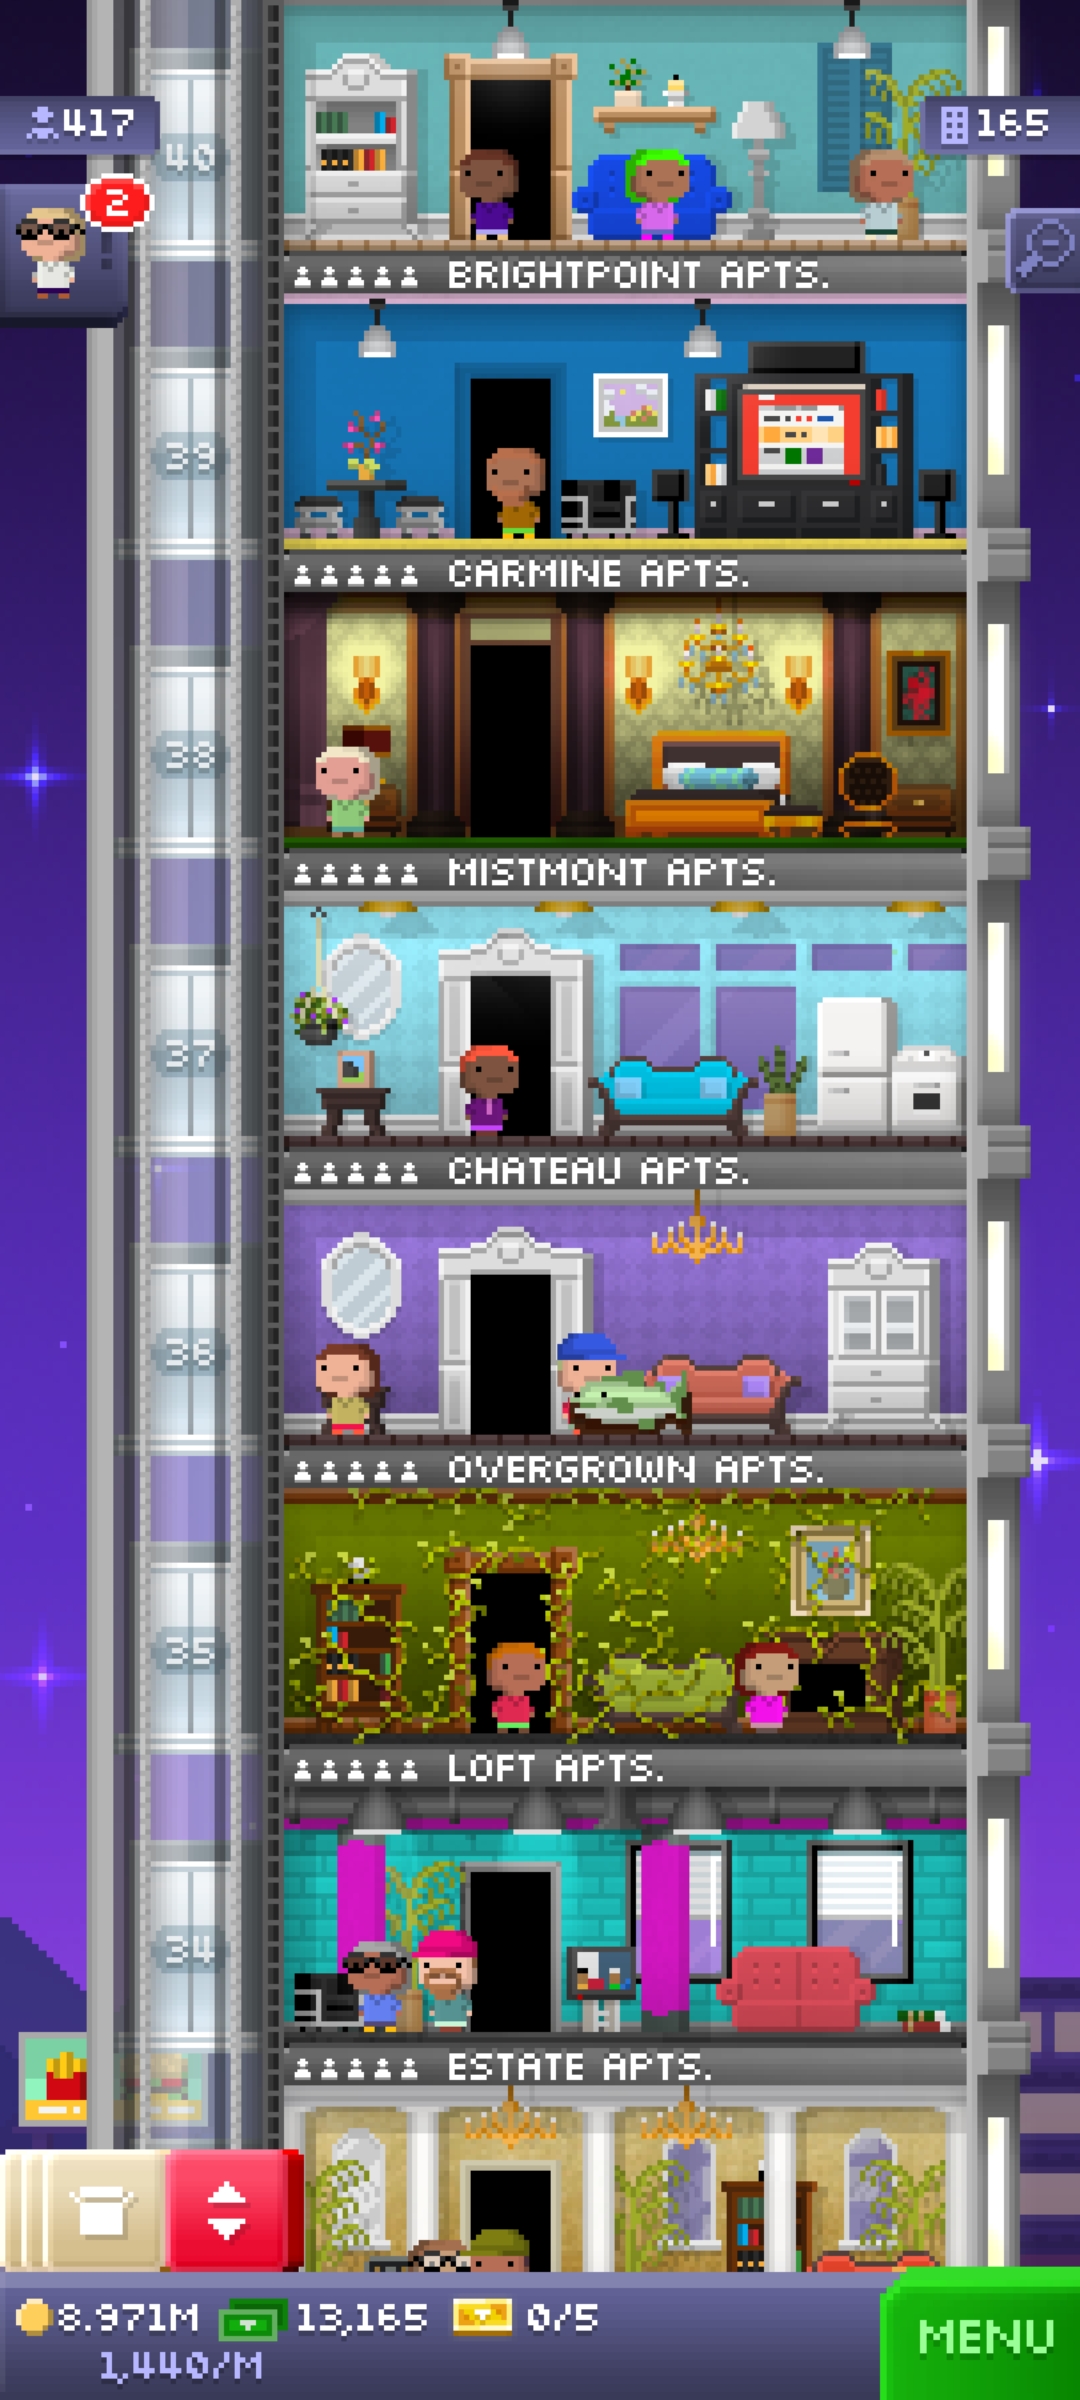 417
165
40
2
BRIGHTPOINT APTS.
39
CARMINE APTS.
38
MISTMONT APTS.
37
CHATEAU APTS.
36
OVERGROWN APTS.
35
LOFT APTS.
34
ESTATE APTS.
8.971M 13,165 0/5
1,440/M
MENU